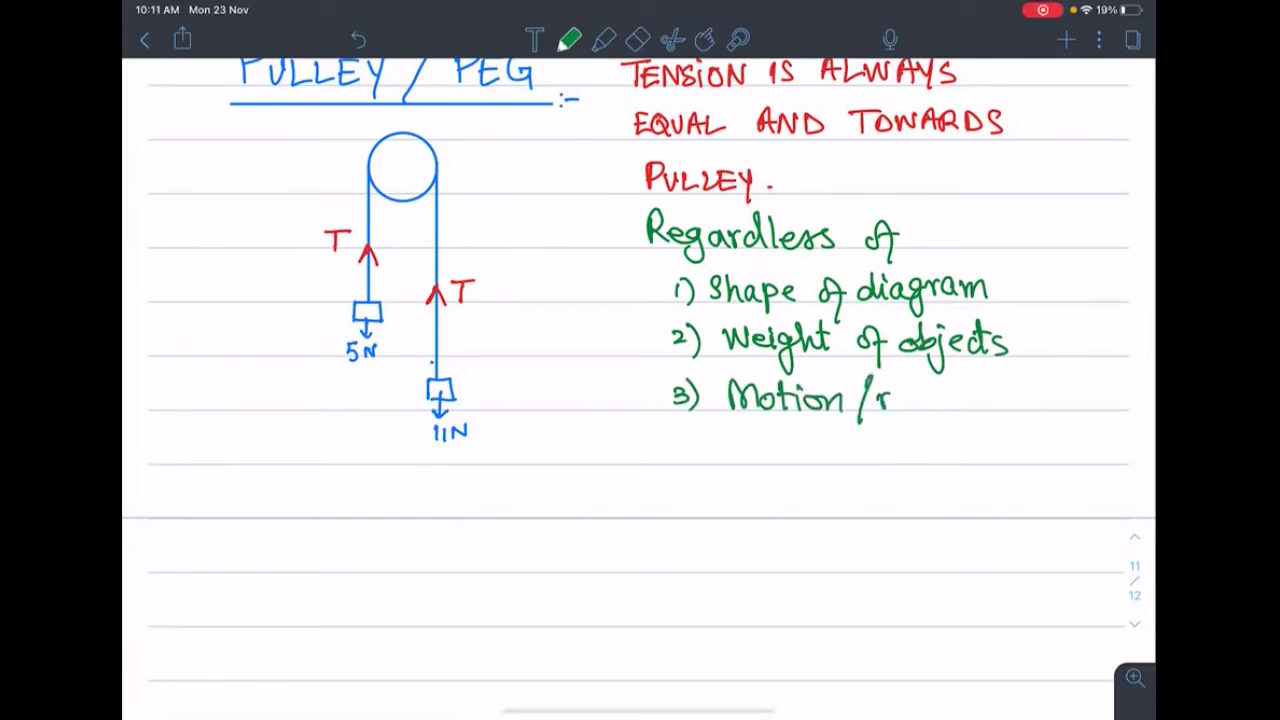 10:11 AM Mon 23 Nov
19%
T
PULLEY / PEG :-
TENSION IS ALWAYS
EQUAL AND TOWARDS
PULLEY.
Regardless of
1) Shape of diagram
2) Weight of objects
3) Motion /r
T
T
5N
11N
11
/
12